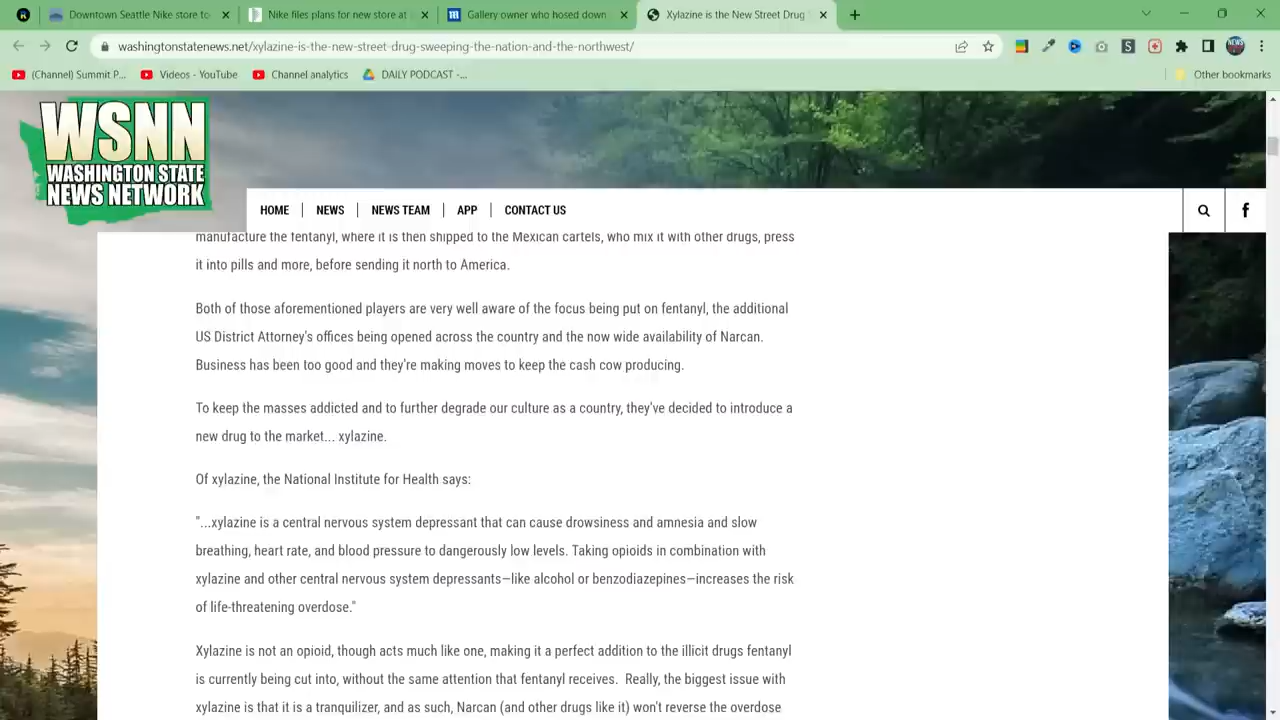 Downtown Seattle Nike store to
Nike files plans for new store at
Gallery owner who hosed down
Xylazine is the New Street Drug
washingtonstatenews.net/xylazine-is-the-new-street-drug-sweeping-the-nation-and-the-northwest/
(Channel) Summit P...
Videos - YouTube
Channel analytics
DAILY PODCAST -...
Other bookmarks
WSNN
WASHINGTON STATE
NEWS NETWORK
HOME
NEWS
NEWS TEAM
APP
CONTACT US
manufacture the fentanyl, where it is then shipped to the Mexican cartels, who mix it with other drugs, press
it into pills and more, before sending it north to America.
Both of those aforementioned players are very well aware of the focus being put on fentanyl, the additional
US District Attorney's offices being opened across the country and the now wide availability of Narcan.
Business has been too good and they're making moves to keep the cash cow producing.
To keep the masses addicted and to further degrade our culture as a country, they've decided to introduce a
new drug to the market... xylazine.
Of xylazine, the National Institute for Health says:
"...xylazine is a central nervous system depressant that can cause drowsiness and amnesia and slow
breathing, heart rate, and blood pressure to dangerously low levels. Taking opioids in combination with
xylazine and other central nervous system depressants—like alcohol or benzodiazepines—increases the risk
of life-threatening overdose."
Xylazine is not an opioid, though acts much like one, making it a perfect addition to the illicit drugs fentanyl
is currently being cut into, without the same attention that fentanyl receives.  Really, the biggest issue with
xylazine is that it is a tranquilizer, and as such, Narcan (and other drugs like it) won't reverse the overdose